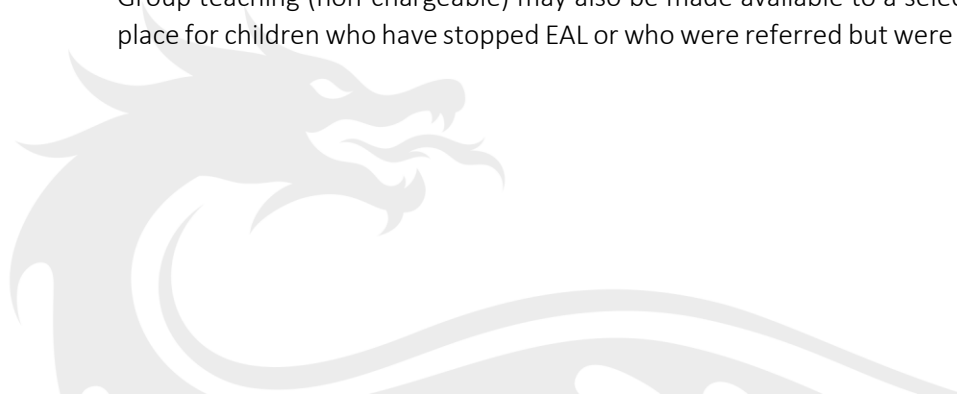 Group teaching (non-chargeable) may also be made available to a selec
place for children who have stopped EAL or who were referred but were